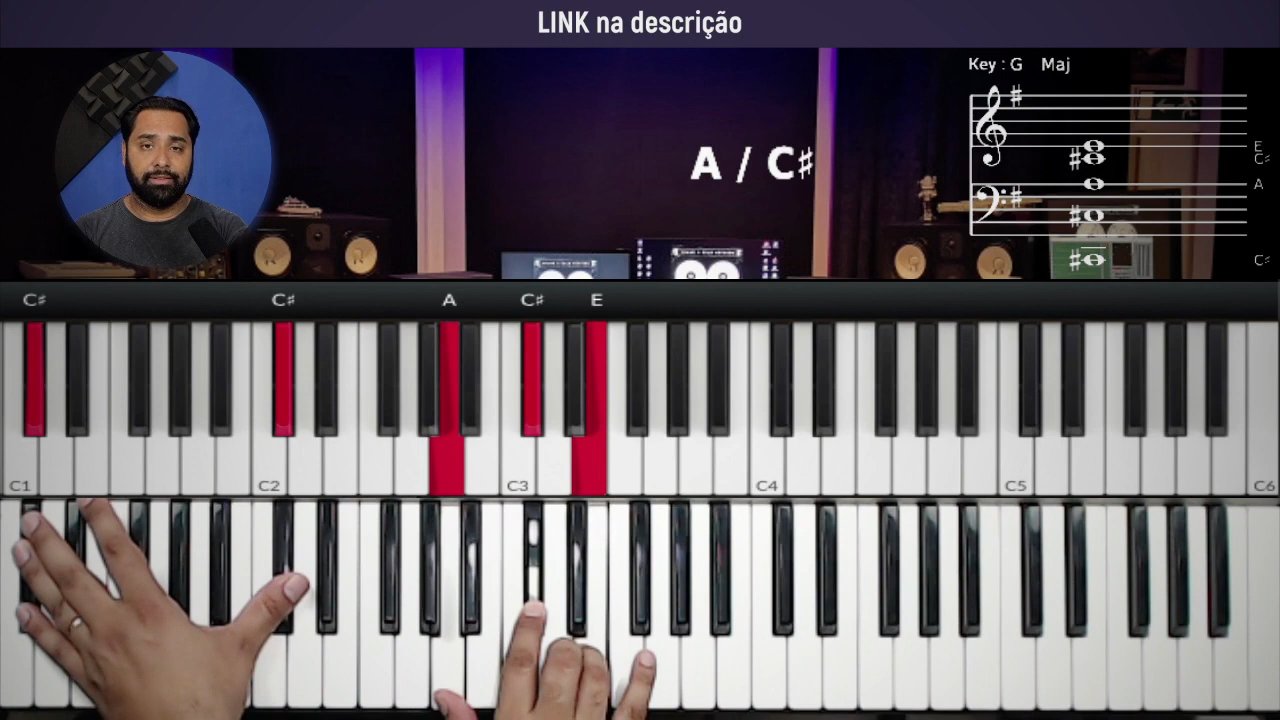 LINK na descrição
Key : G Maj
A / C♯
E
C♯
A
C♯
C♯ C♯ A C♯ E
C1 C2 C3 C4 C5 C6